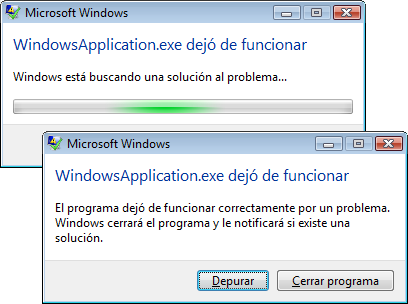 Microsoft Windows
WindowsApplication.exe dejó de funcionar
Windows está buscando una solución al problema...
Microsoft Windows
WindowsApplication.exe dejó de funcionar
El programa dejó de funcionar correctamente por un problema.
Windows cerrará el programa y le notificará si existe una
solución.
Depurar Cerrar programa